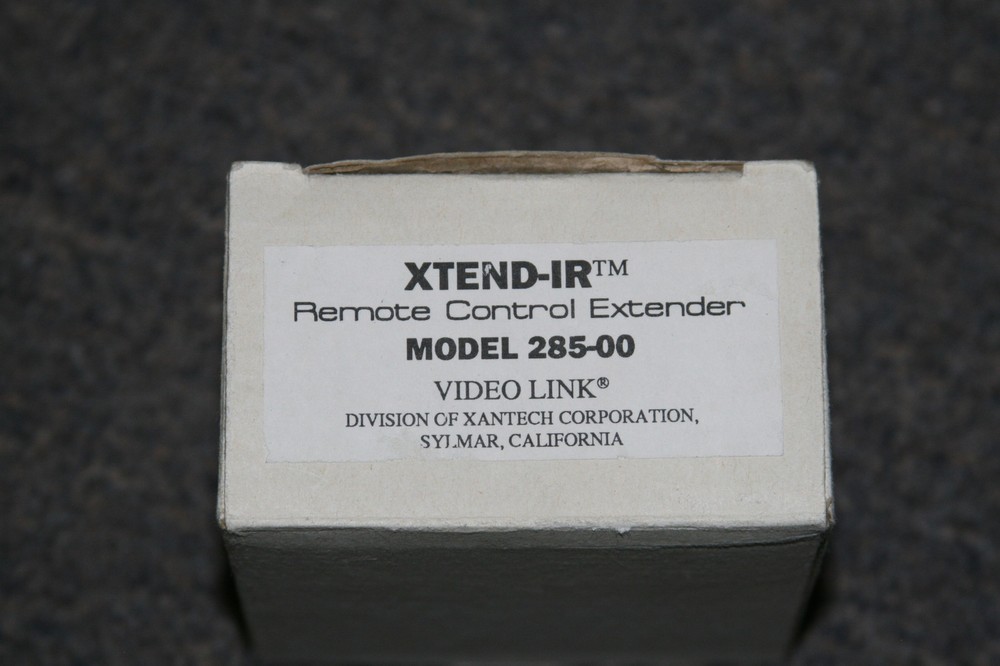 XTEND-IR™
Remote Control Extender
MODEL 285-00
VIDEO LINK®
DIVISION OF XANTECH CORPORATION,
SYLMAR, CALIFORNIA